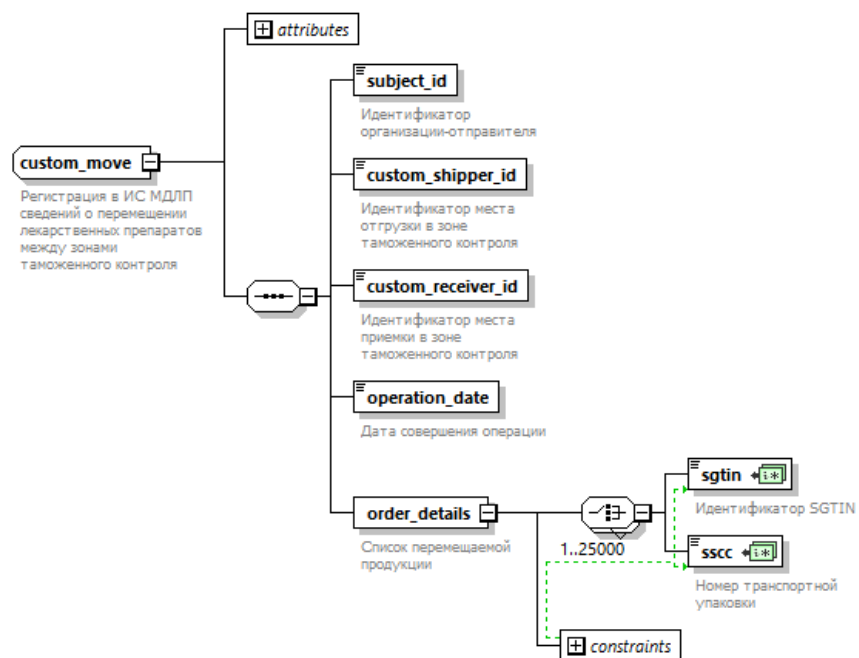 attributes
subject_id
Идентификатор
организации-отправителя
custom_move
Регистрация в ИС МДЛП
сведений о перемещении
лекарственных препаратов
между зонами
таможенного контроля
custom_shipper_id
Идентификатор места
отгрузки в зоне
таможенного контроля
custom_receiver_id
Идентификатор места
приемки в зоне
таможенного контроля
operation_date
Дата совершения операции
order_details
Список перемещаемой
продукции
1..25000
sgtin
i*
Идентификатор SGTIN
sscc
i*
Номер транспортной
упаковки
constraints